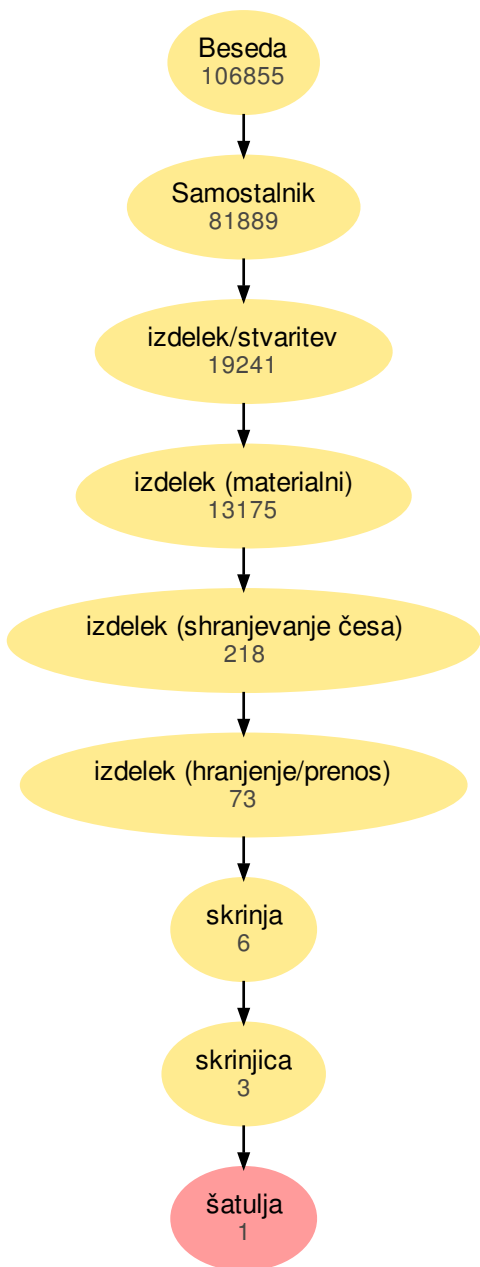 Beseda
106855
Samostalnik
81889
izdelek/stvaritev
19241
izdelek (materialni)
13175
izdelek (shranjevanje česa)
218
izdelek (hranjenje/prenos)
73
skrinja
6
skrinjica
3
šatulja
1